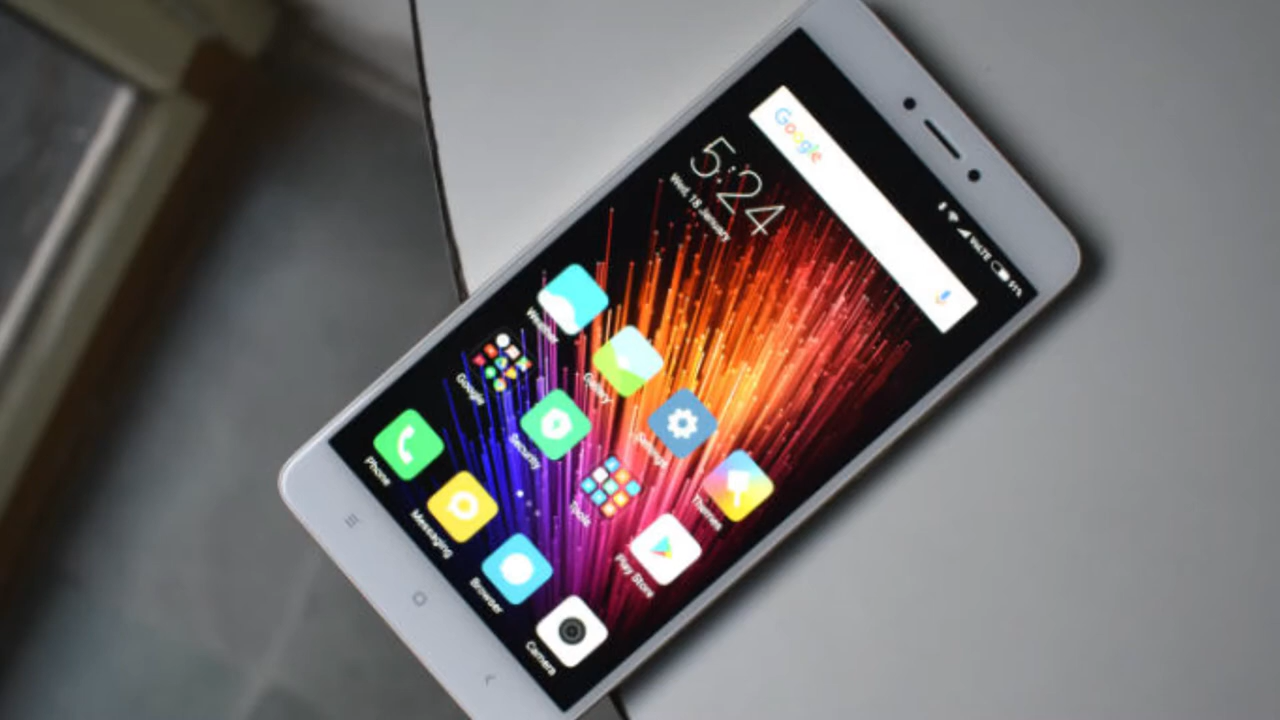 VoLTE 91%
Google
5:24
Wed, 18 January
Weather
Gallery
Settings
Themes
Google
Security
Tools
Play Store
Phone
Messaging
Browser
Camera